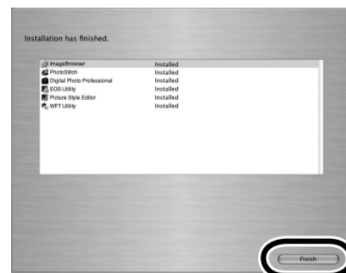 Installation has finished.
ImageBrowser Installed
PhotoStitch Installed
Digital Photo Professional Installed
EOS Utility Installed
Picture Style Editor Installed
WFT Utility Installed
Finish